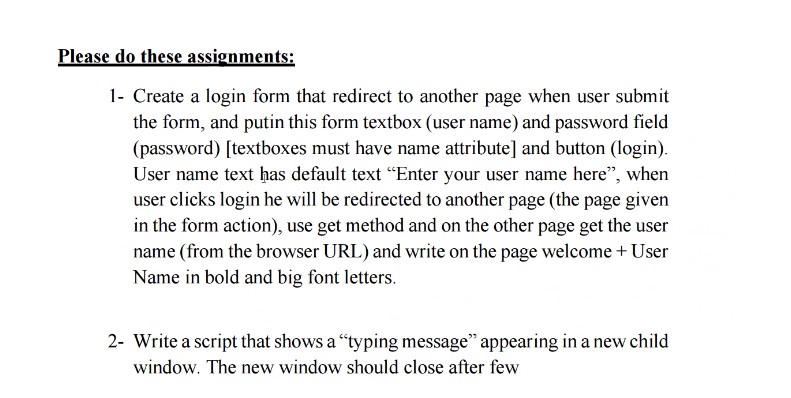 Please do these assignments:
1- Create a login form that redirect to another page when user submit
the form, and putin this form textbox (user name) and password field
(password) [textboxes must have name attribute] and button (login).
User name text has default text “Enter your user name here”, when
user clicks login he will be redirected to another page (the page given
in the form action), use get method and on the other page get the user
name (from the browser URL) and write on the page welcome + User
Name in bold and big font letters.
2- Write a script that shows a “typing message” appearing in a new child
window. The new window should close after few